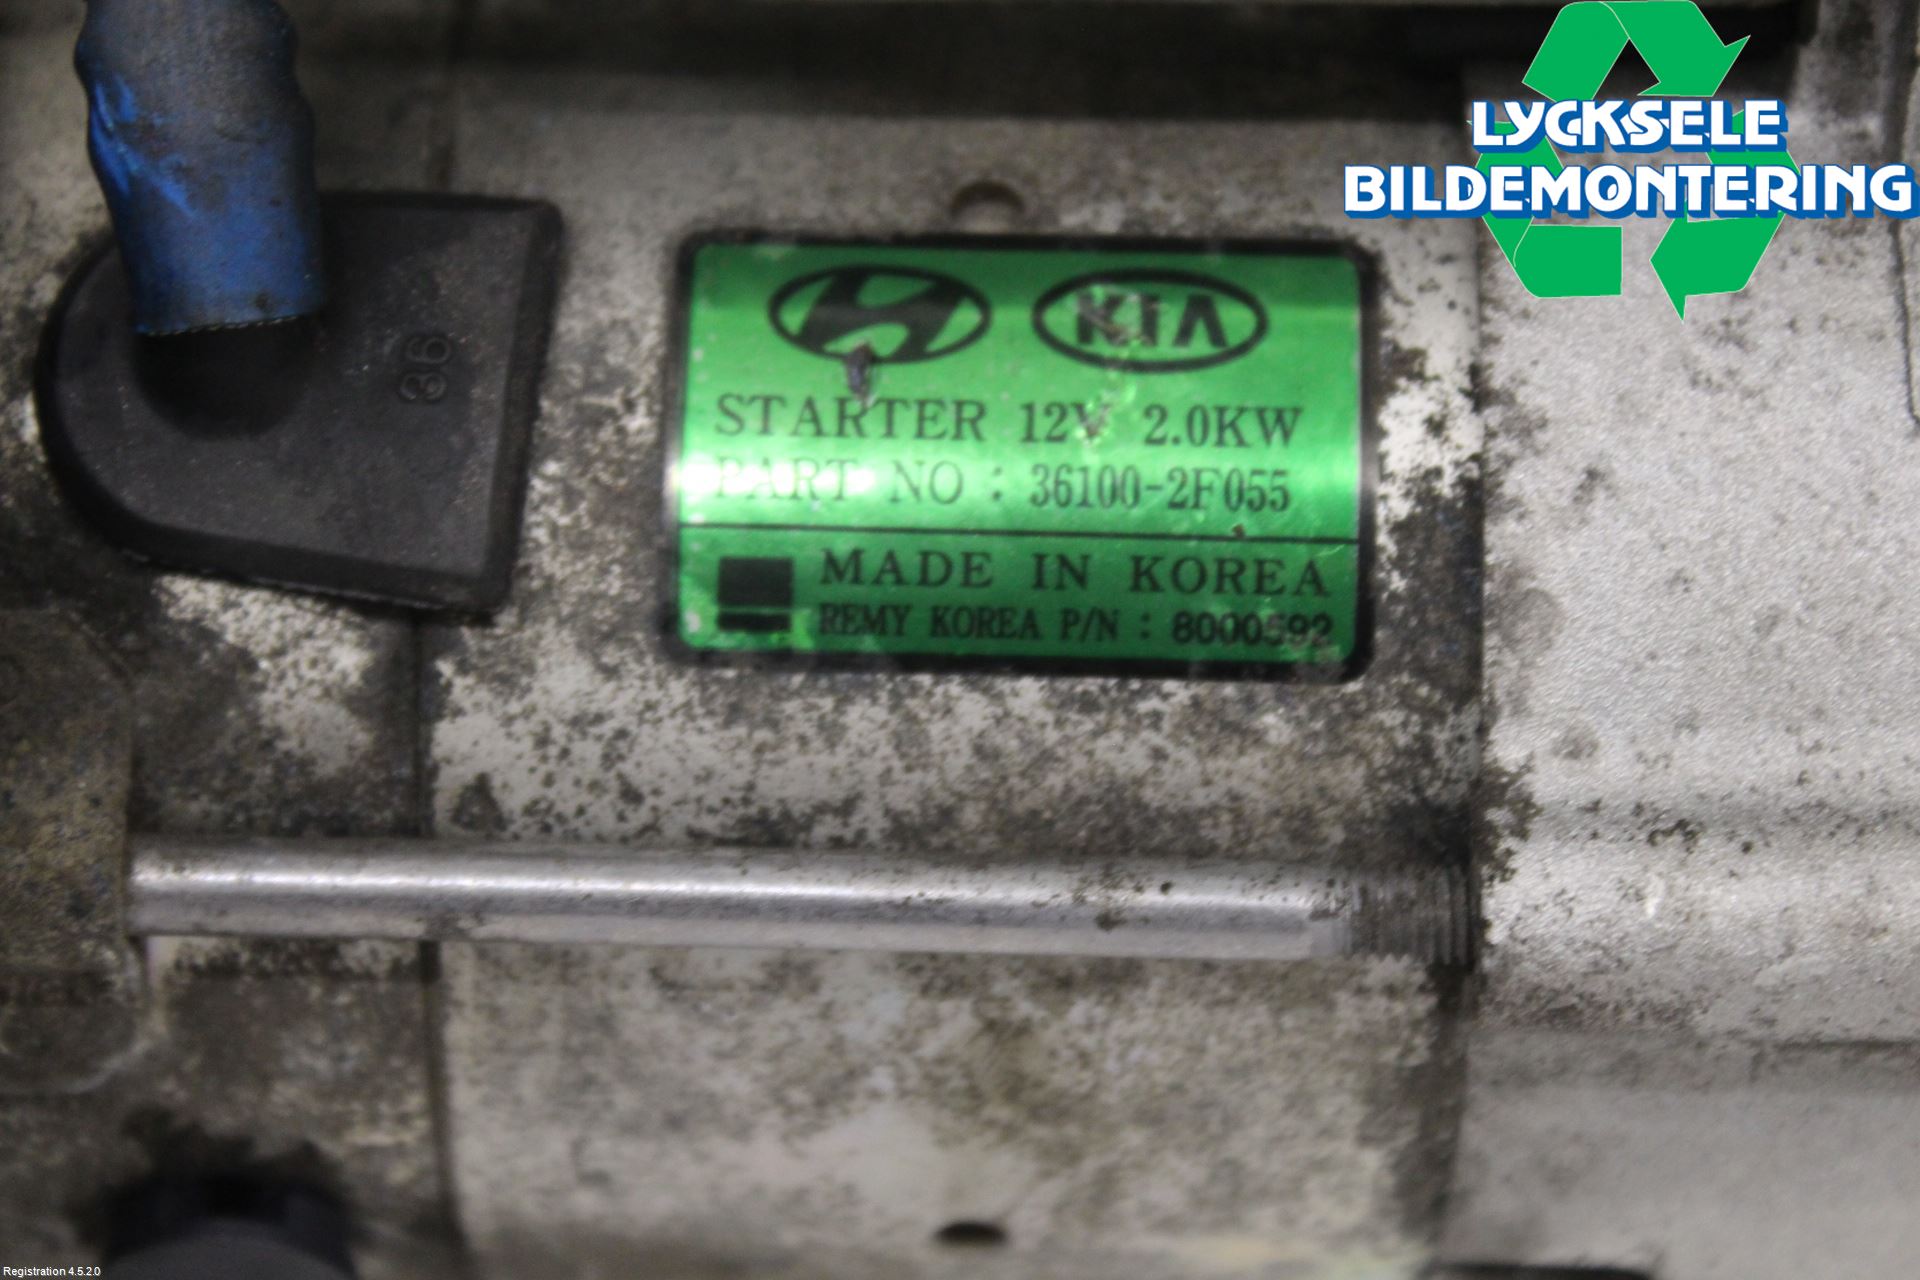 LYCKSELE
BILDEMONTERING
KIA
STARTER 12V 2.0KW
PART NO : 36100-2F055
MADE IN KOREA
REMY KOREA P/N : 8000592
36
Registration 4.5.2.0